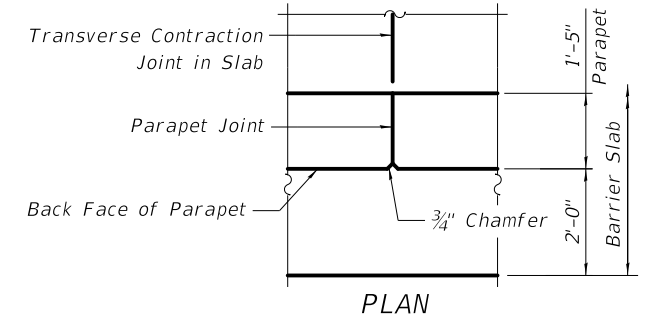 Transverse Contraction
Joint in Slab
Parapet Joint
Back Face of Parapet
¾" Chamfer
1'-5"
Parapet
2'-0"
Barrier Slab
PLAN